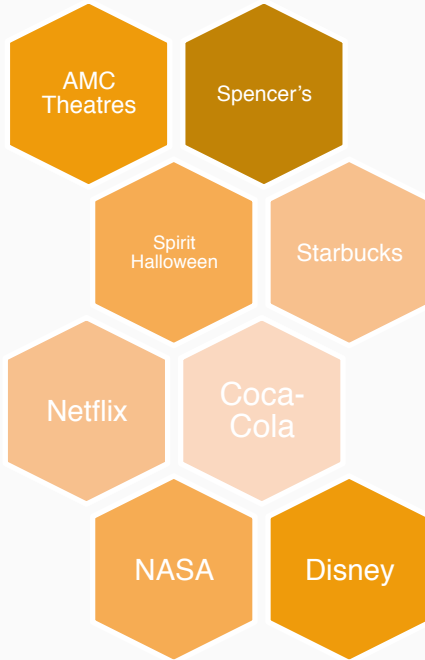 AMC
Theatres
Spencer's
Spirit
Halloween
Starbucks
Netflix
Coca-
Cola
NASA
Disney